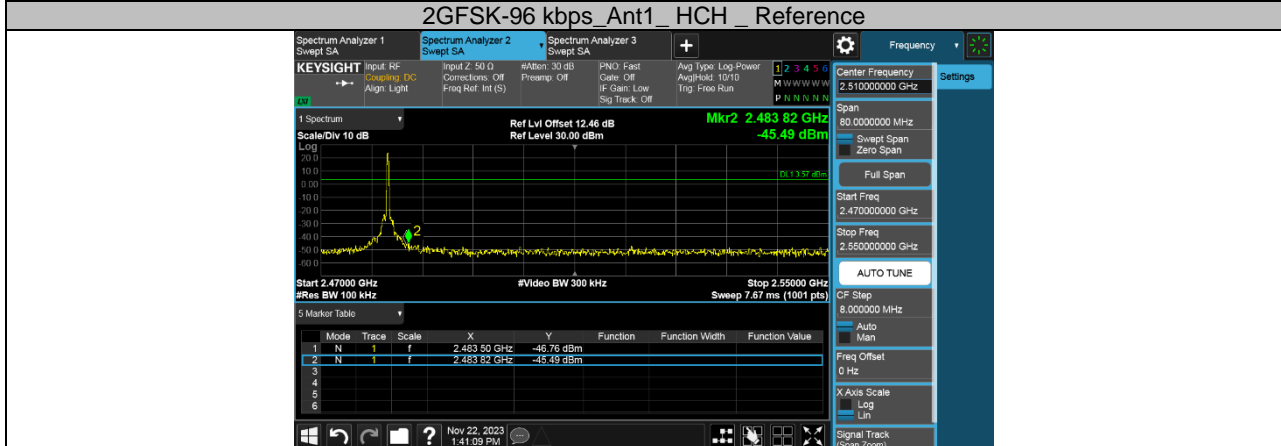 2GFSK-96 kbps_Ant1_ HCH _ Reference
Spectrum Analyzer 1
Swept SA
Spectrum Analyzer 2
Swept SA
Spectrum Analyzer 3
Swept SA
+
Frequency
KEYSIGHT
Input: RF
Coupling: DC
Align: Light
Input Z: 50 Ω
Corrections: Off
Freq Ref: Int (S)
#Atten: 30 dB
Preamp: Off
PNO: Fast
Gate: Off
IF Gain: Low
Sig Track: Off
Avg Type: Log-Power
Avg|Hold: 10/10
Trig: Free Run
1 2 3 4 5 6
M W W W W W
P N N N N N
LXI
1 Spectrum
Scale/Div 10 dB
Ref Lvl Offset 12.46 dB
Ref Level 30.00 dBm
Mkr2 2.483 82 GHz
-45.49 dBm
Log
20.0
10.0
0.00
-10.0
-20.0
-30.0
-40.0
-50.0
-60.0
DL1 3.57 dBm
2
Start 2.47000 GHz
#Res BW 100 kHz
#Video BW 300 kHz
Stop 2.55000 GHz
Sweep 7.67 ms (1001 pts)
5 Marker Table
Mode Trace Scale X Y Function Function Width Function Value
1 N 1 f 2.483 50 GHz -46.76 dBm
2 N 1 f 2.483 82 GHz -45.49 dBm
3
4
5
6
? Nov 22, 2023
1:41:09 PM
Center Frequency
2.510000000 GHz
Settings
Span
80.0000000 MHz
Swept Span
Zero Span
Full Span
Start Freq
2.470000000 GHz
Stop Freq
2.550000000 GHz
AUTO TUNE
CF Step
8.000000 MHz
Auto
Man
Freq Offset
0 Hz
X Axis Scale
Log
Lin
Signal Track
(Span Zoom)